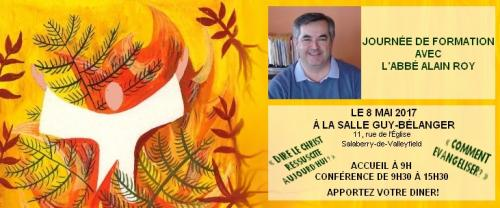 JOURNÉE DE FORMATION
AVEC
L'ABBÉ ALAIN ROY
LE 8 MAI 2017
À LA SALLE GUY-BÉLANGER
11, rue de l'Église
Salaberry-de-Valleyfield
« DIRE LE CHRIST
RESSUSCITÉ
AUJOURD'HUI »
« COMMENT
ÉVANGÉLISER? »
ACCUEIL À 9H
CONFÉRENCE DE 9H30 À 15H30
APPORTEZ VOTRE DINER!